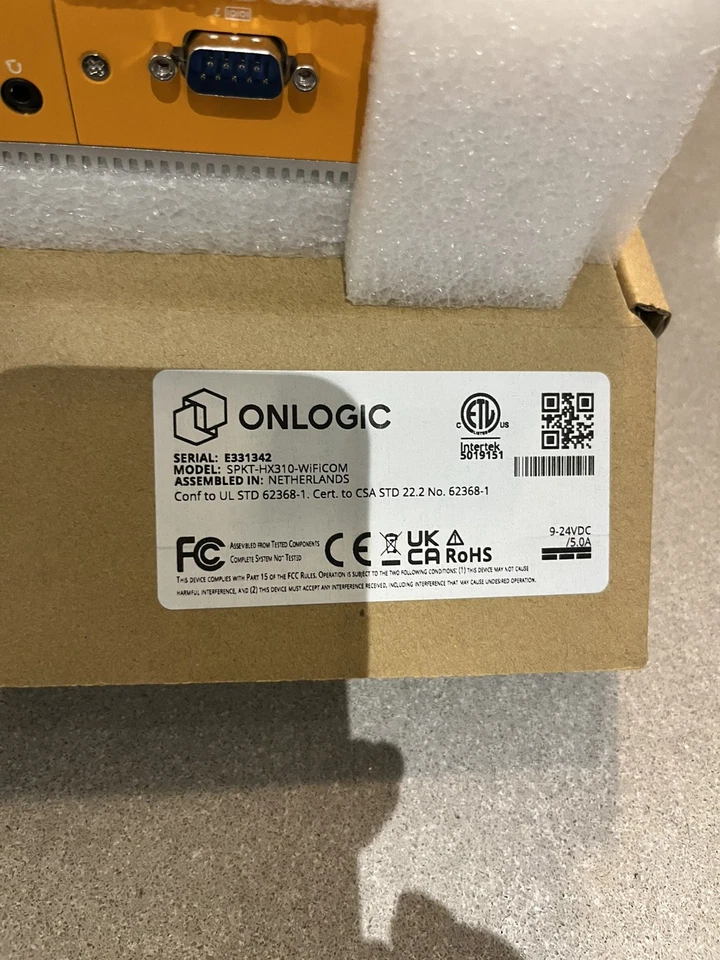 ONLOGIC
C ETL US
INTERTEK
Intertek
5019151
SERIAL: E331342
MODEL: SPKT-HX310-WiFiCOM
ASSEMBLED IN: NETHERLANDS
Conf to UL STD 62368-1. Cert. to CSA STD 22.2 No. 62368-1
FC Assembled from Tested Components
Complete System Not Tested
CE UK
CA RoHS
9-24VDC
/5.0A
This device complies with Part 15 of the FCC Rules. Operation is subject to the two following conditions: (1) this device may not cause
harmful interference, and (2) this device must accept any interference received, including interference that may cause undesired operation.